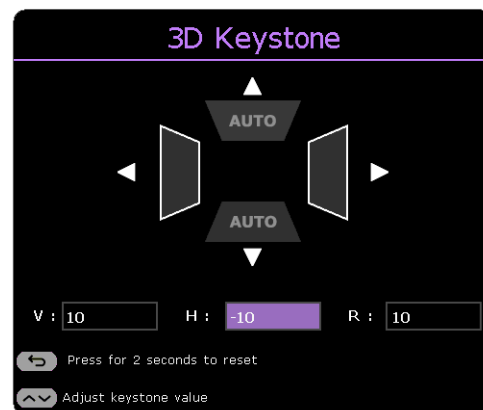 3D Keystone
AUTO
AUTO
V : 10 H : -10 R : 10
Press for 2 seconds to reset
Adjust keystone value